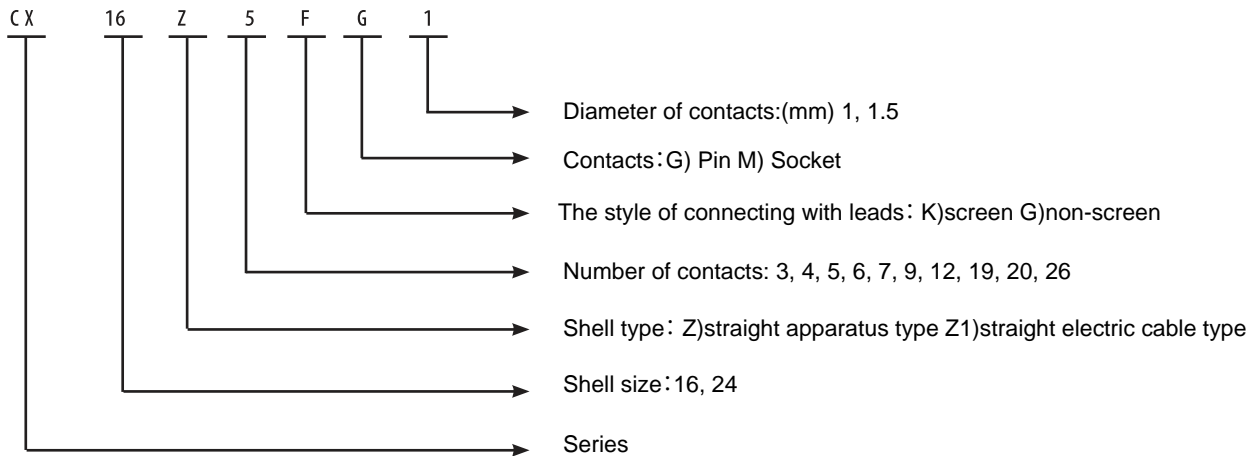 CX 16 Z 5 F G 1
Diameter of contacts:(mm) 1, 1.5
Contacts：G) Pin M) Socket
The style of connecting with leads：K)screen G)non-screen
Number of contacts: 3, 4, 5, 6, 7, 9, 12, 19, 20, 26
Shell type：Z)straight apparatus type Z1)straight electric cable type
Shell size：16, 24
Series